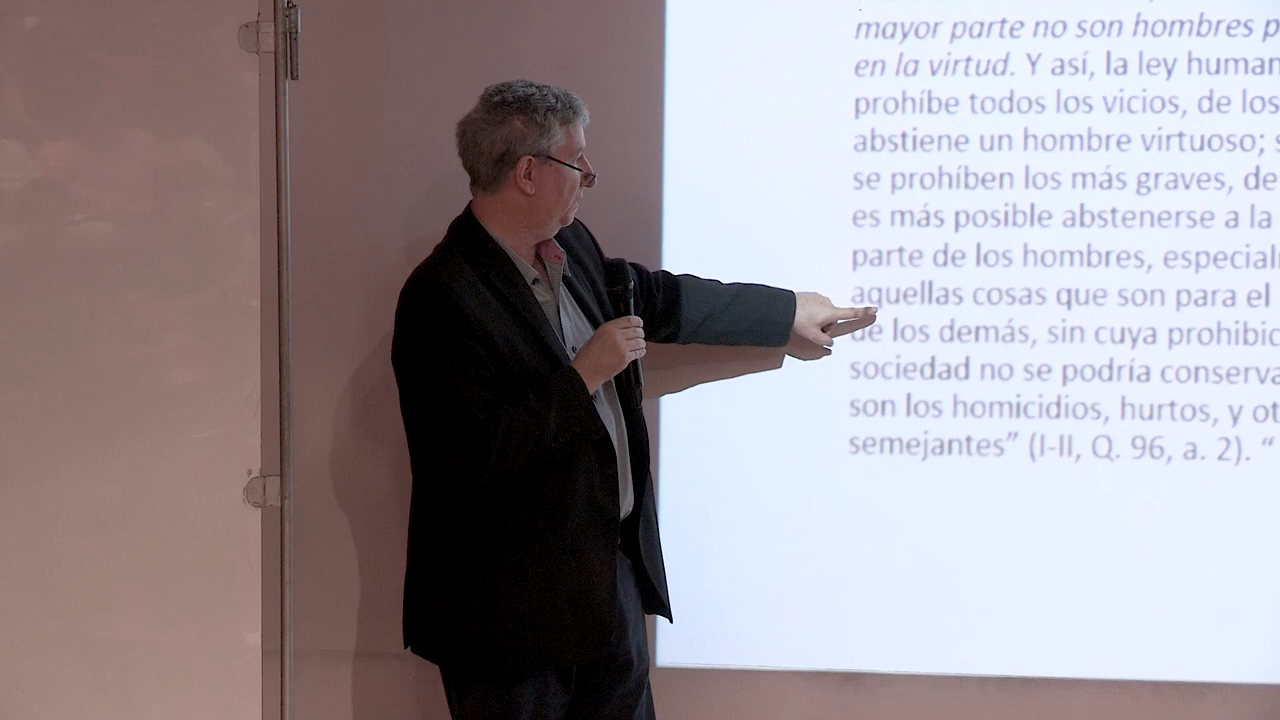 mayor parte no son hombres p
en la virtud. Y así, la ley human
prohíbe todos los vicios, de los
abstiene un hombre virtuoso; s
se prohíben los más graves, de
es más posible abstenerse a la
parte de los hombres, especial
aquellas cosas que son para el
de los demás, sin cuya prohibic
sociedad no se podría conserva
son los homicidios, hurtos, y ot
semejantes” (I-II, Q. 96, a. 2). “